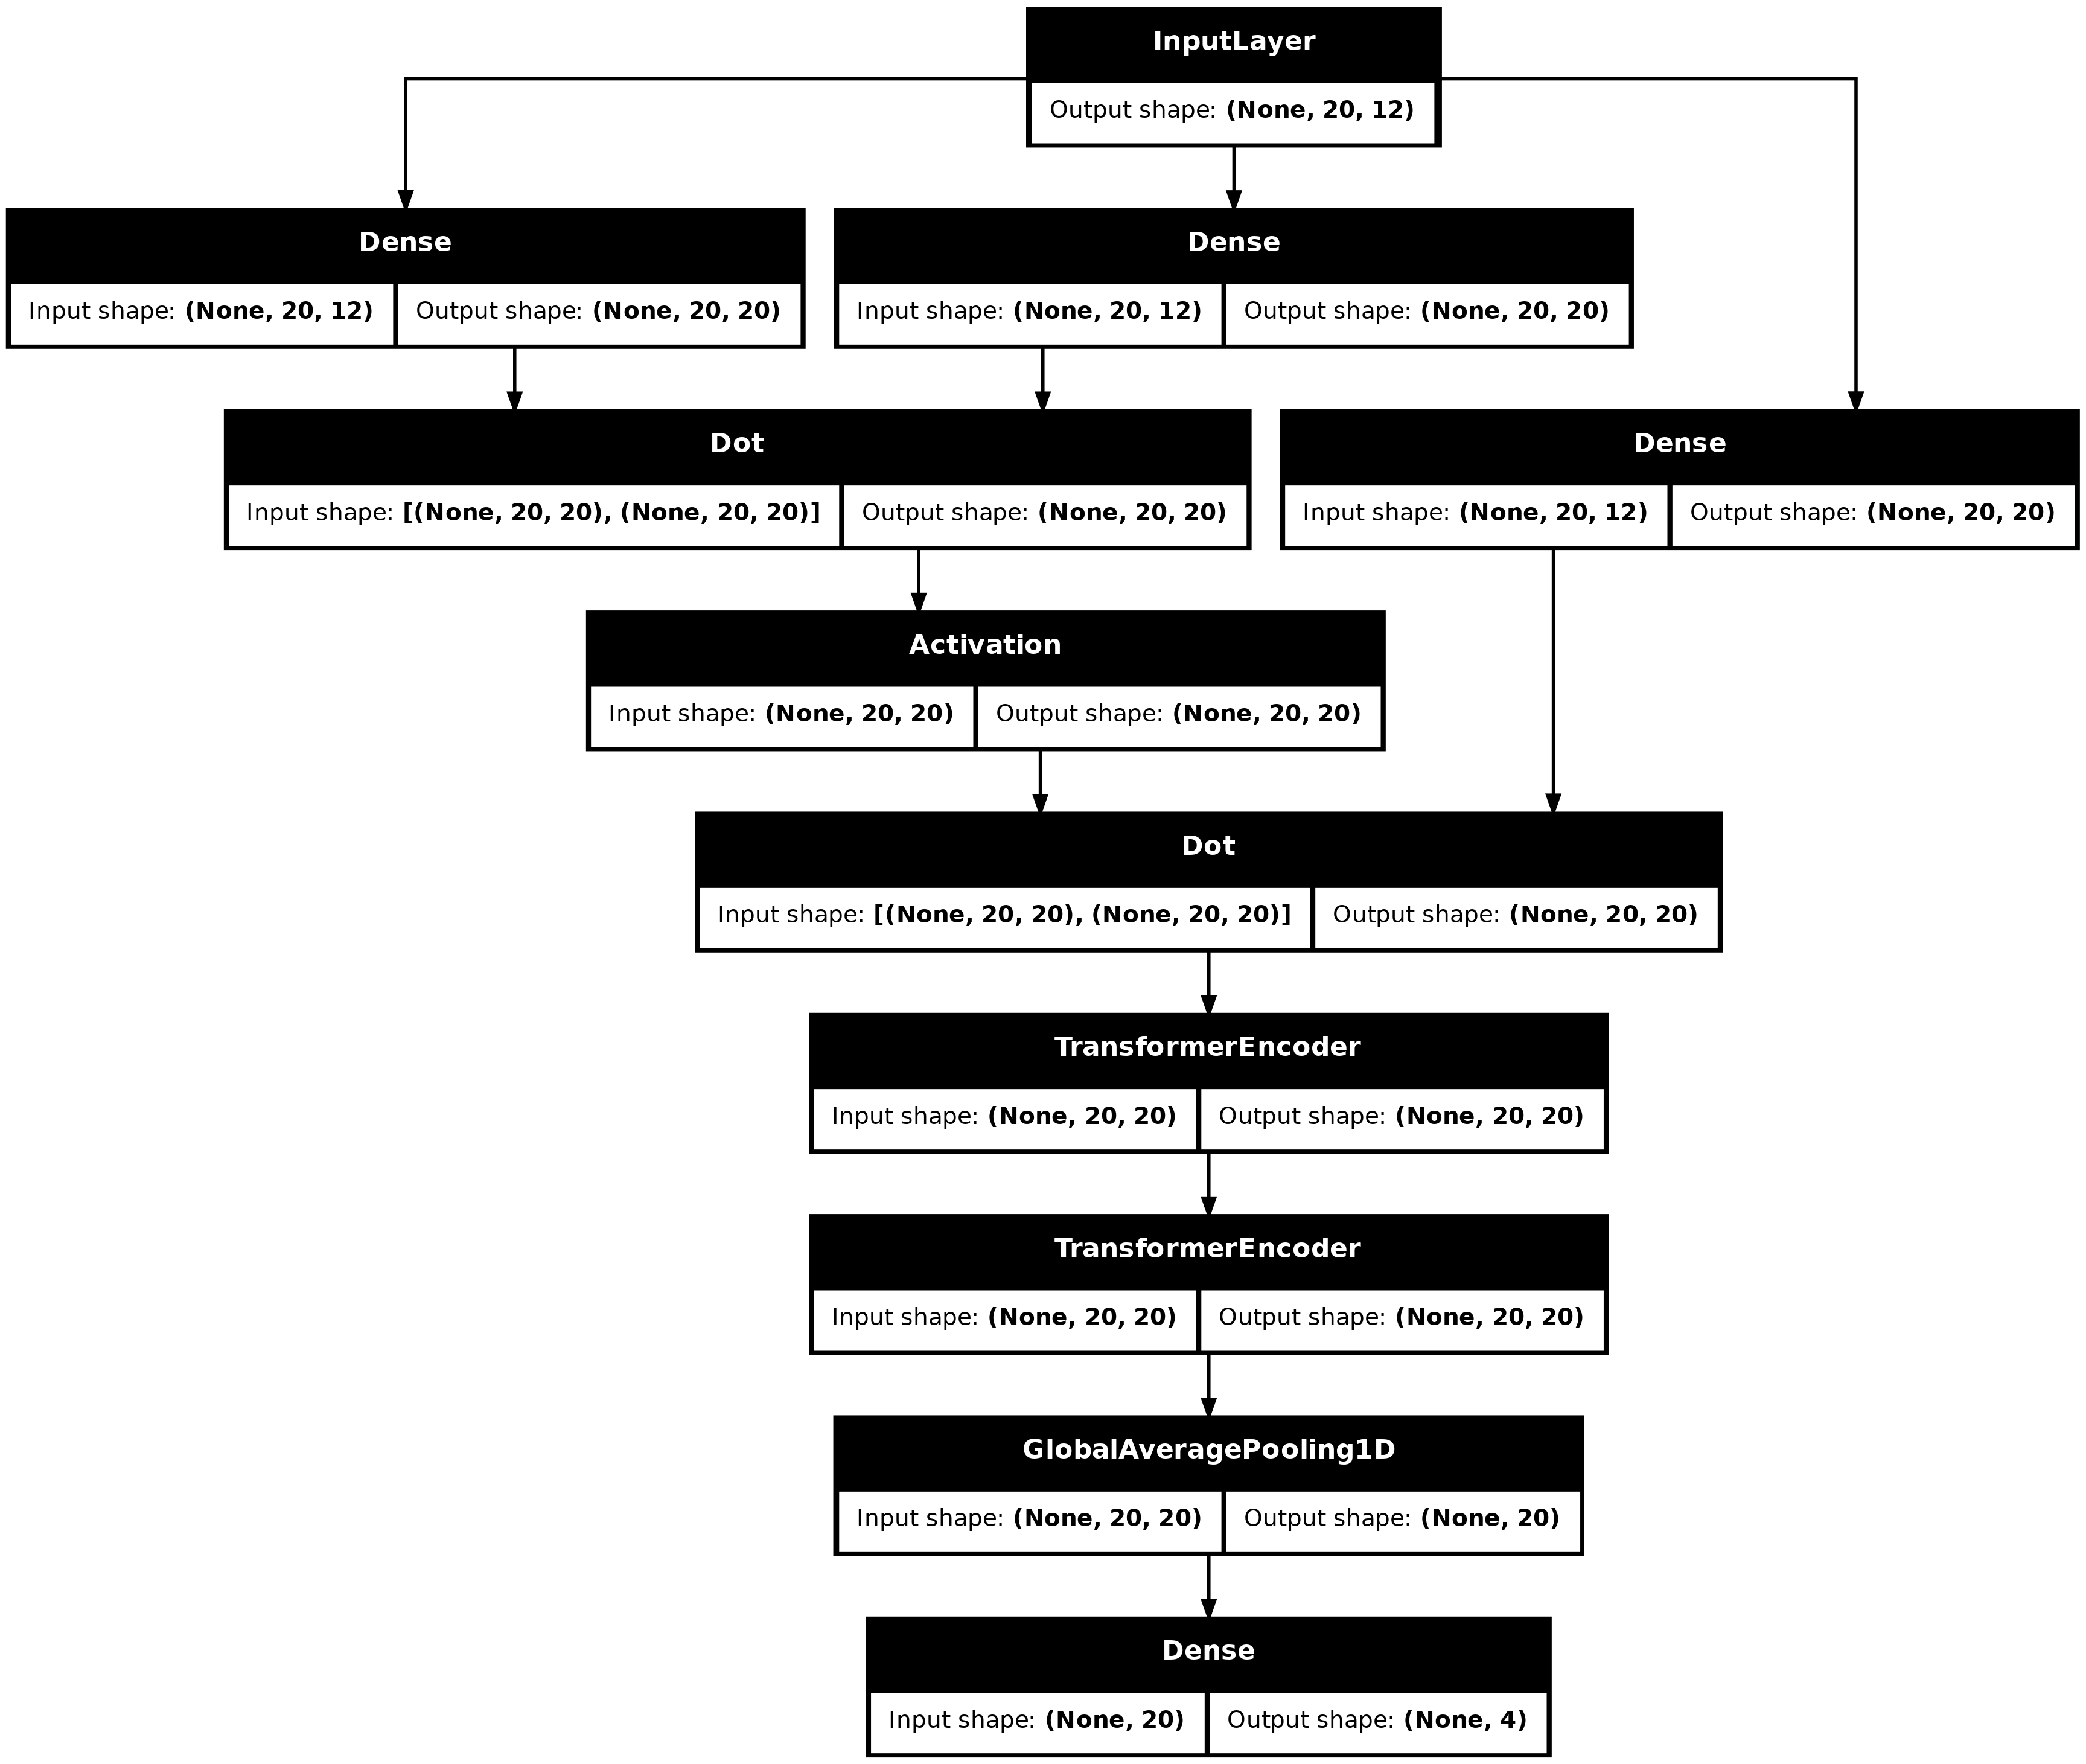 InputLayer
Output shape: (None, 20, 12)
Dense
Input shape: (None, 20, 12)
Output shape: (None, 20, 20)
Dense
Input shape: (None, 20, 12)
Output shape: (None, 20, 20)
Dot
Input shape: [(None, 20, 20), (None, 20, 20)]
Output shape: (None, 20, 20)
Dense
Input shape: (None, 20, 12)
Output shape: (None, 20, 20)
Activation
Input shape: (None, 20, 20)
Output shape: (None, 20, 20)
Dot
Input shape: [(None, 20, 20), (None, 20, 20)]
Output shape: (None, 20, 20)
TransformerEncoder
Input shape: (None, 20, 20)
Output shape: (None, 20, 20)
TransformerEncoder
Input shape: (None, 20, 20)
Output shape: (None, 20, 20)
GlobalAveragePooling1D
Input shape: (None, 20, 20)
Output shape: (None, 20)
Dense
Input shape: (None, 20)
Output shape: (None, 4)